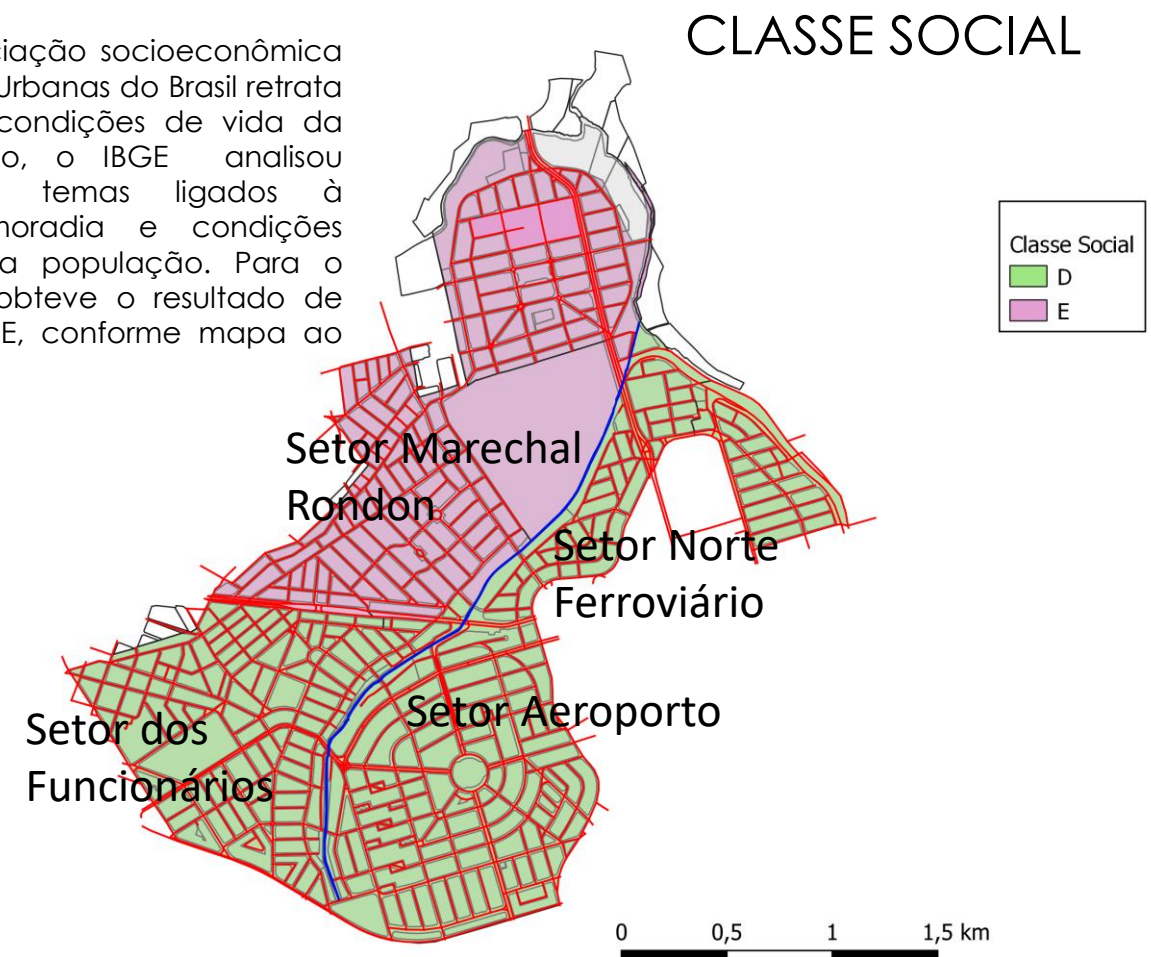 CLASSE SOCIAL
ciação socioeconômica
Urbanas do Brasil retrata
condições de vida da
o, o IBGE analisou
temas ligados à
moradia e condições
a população. Para o
obteve o resultado de
E, conforme mapa ao
Classe Social
D
E
Setor Marechal
Rondon
Setor Norte
Ferroviário
Setor Aeroporto
Setor dos
Funcionários
0 0,5 1 1,5 km